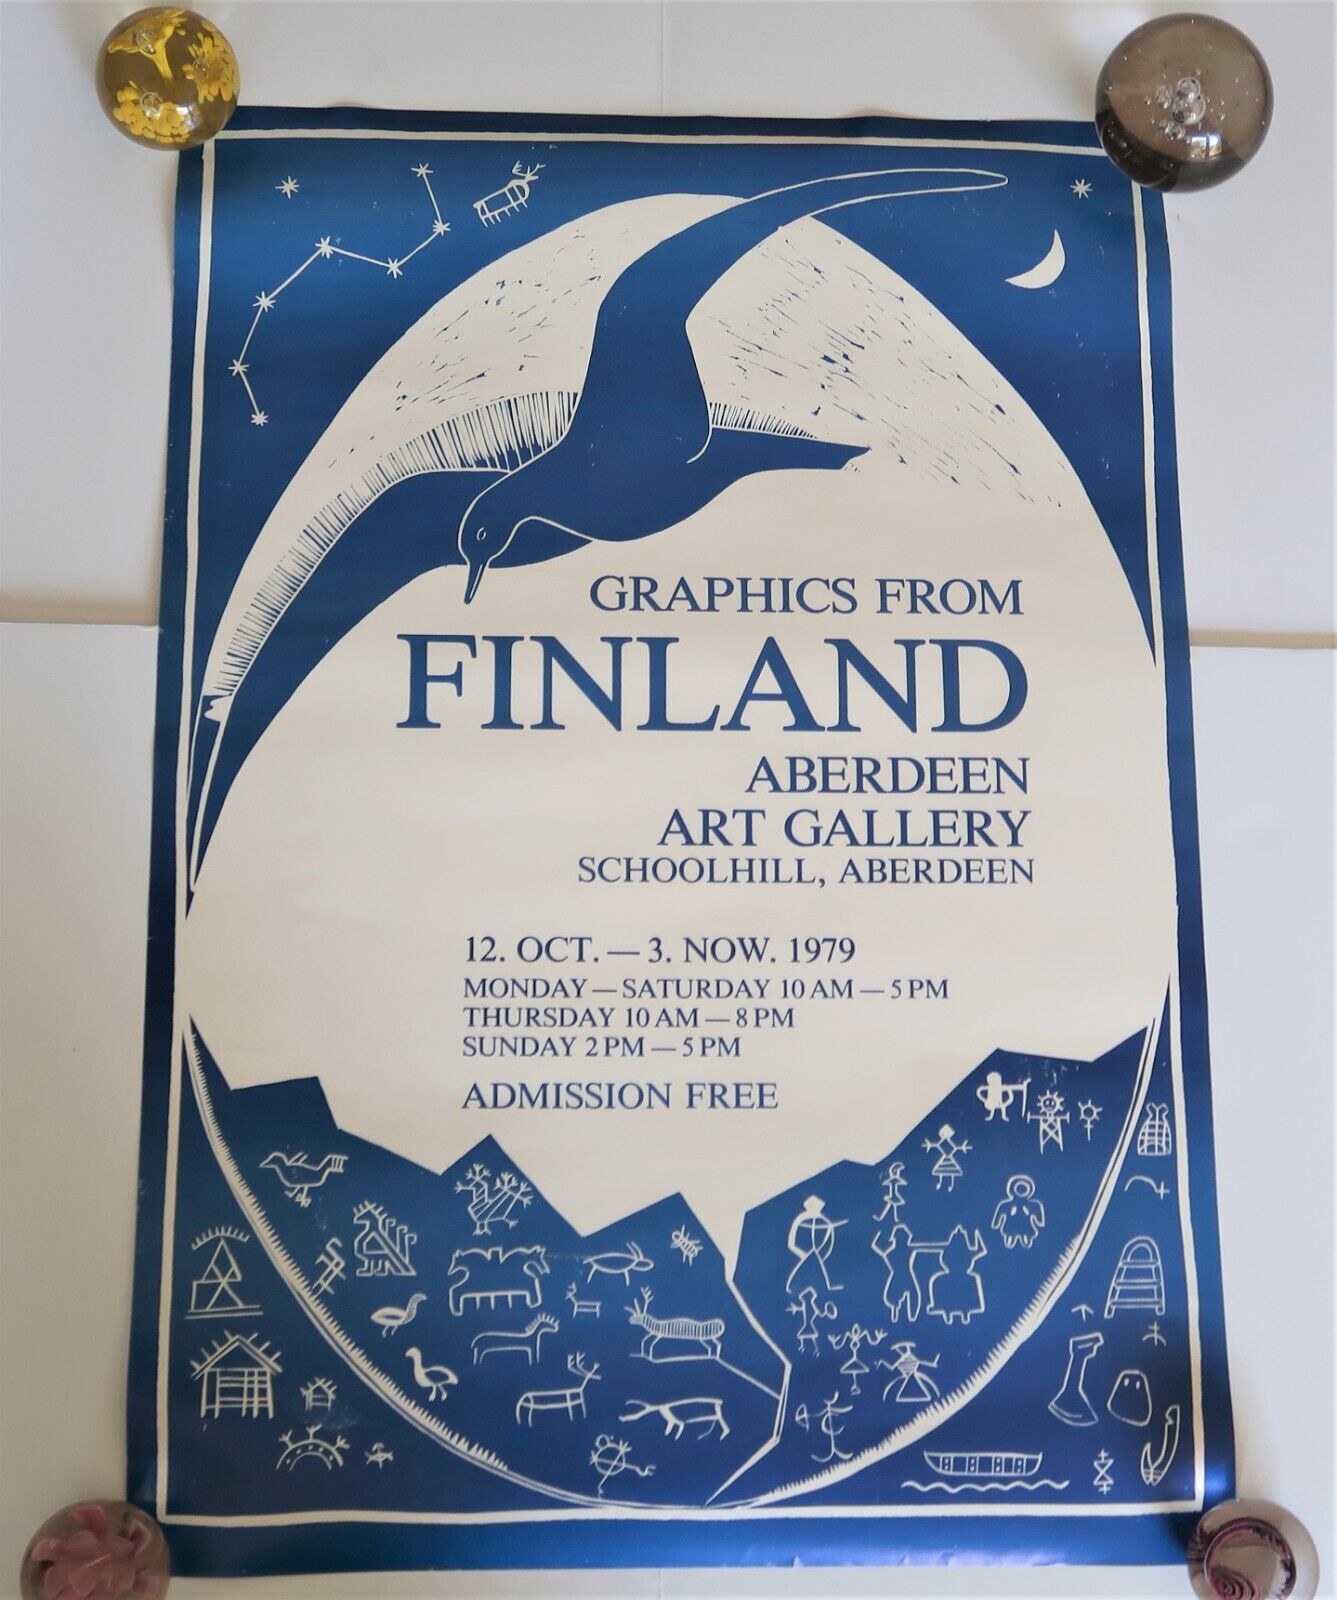 GRAPHICS FROM
FINLAND
ABERDEEN
ART GALLERY
SCHOOLHILL, ABERDEEN
12. OCT. — 3. NOW. 1979
MONDAY — SATURDAY 10 AM — 5 PM
THURSDAY 10 AM — 8 PM
SUNDAY 2 PM — 5 PM
ADMISSION FREE